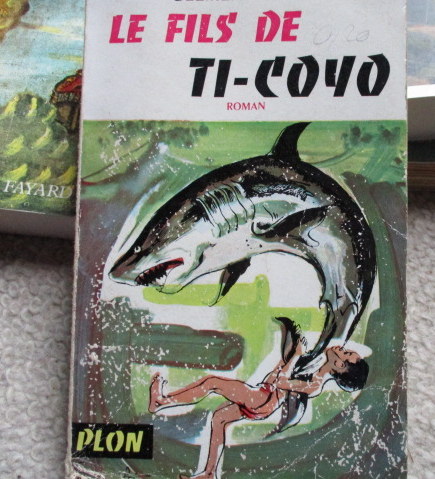 LE FILS DE
TI-COYO
ROMAN
FAYARD
PLON